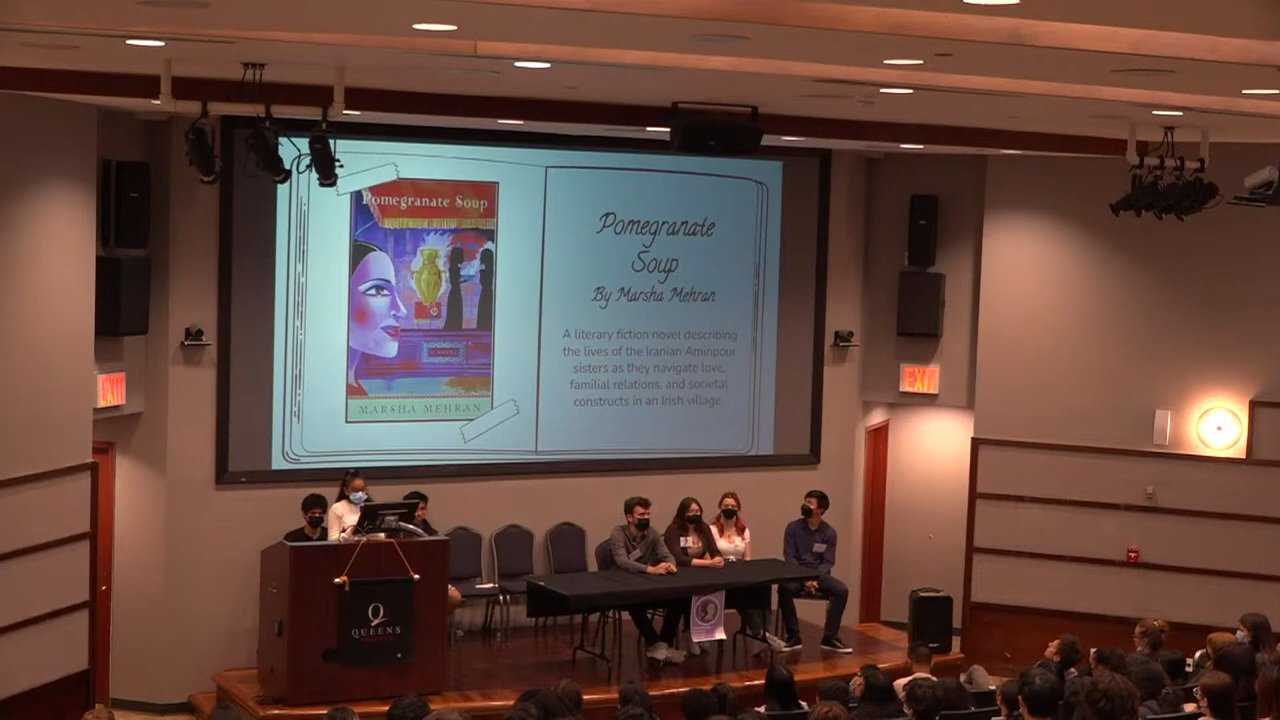 Pomegranate Soup
MARSHA MEHRAN
Pomegranate
Soup
By Marsha Mehran
A literary fiction novel describing
the lives of the Iranian Aminpour
sisters as they navigate love,
familial relations, and societal
constructs in an Irish village.
EXIT
EXIT
Q
QUEENS
COLLEGE